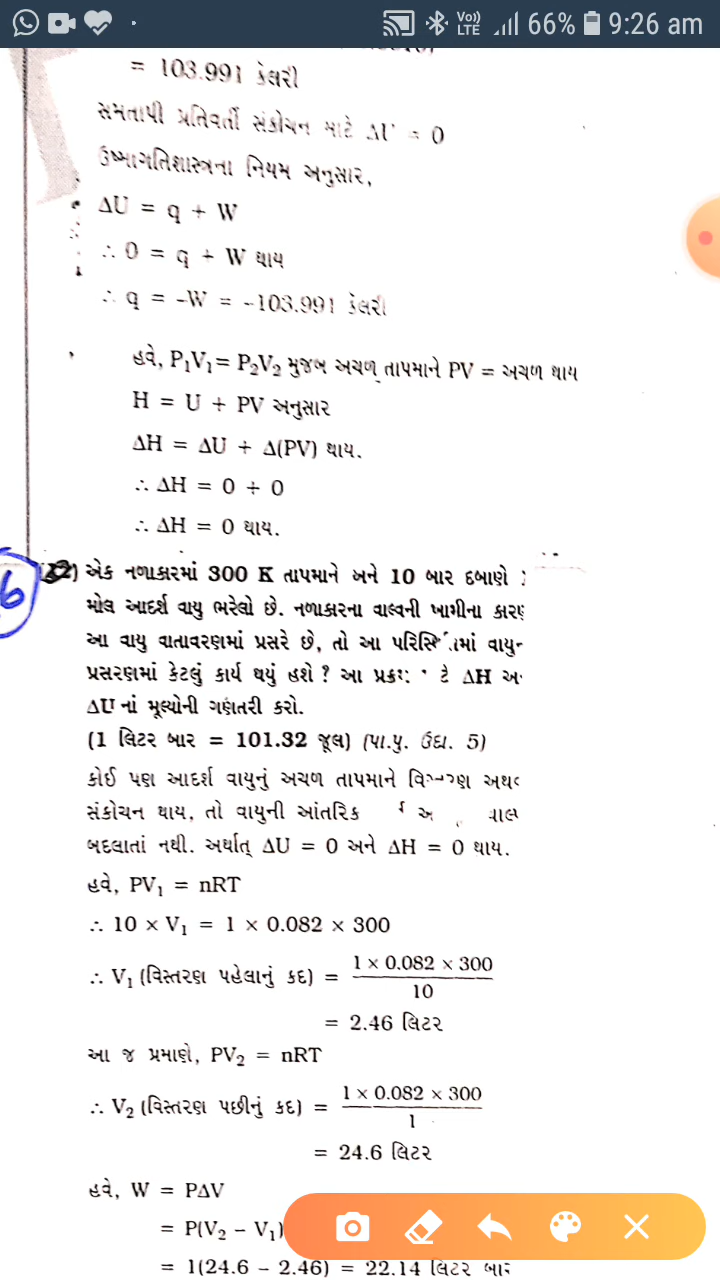 Vo))
LTE
66%
9:26 am
= 103.991 કેલરી
સમતાપી પ્રતિવર્તી સંકોચન માટે ΔU = 0
ઉષ્માગતિશાસ્ત્રના નિયમ અનુસાર,
ΔU = q + W
∴ 0 = q + W થાય
∴ q = -W = -103.991 કેલરી
હવે, P₁V₁= P₂V₂ મુજબ અચળ તાપમાને PV = અચળ થાય
H = U + PV અનુસાર
ΔH = ΔU + Δ(PV) થાય.
∴ ΔH = 0 + 0
∴ ΔH = 0 થાય.
6
એક નળાકારમાં 300 K તાપમાને અને 10 બાર દબાણે
મોલ આદર્શ વાયુ ભરેલો છે. નળાકારના વાલ્વની ખામીના
આ વાયુ વાતાવરણમાં પ્રસરે છે, તો આ
પ્રસરણમાં કેટલું કાર્ય થયું હશે ? આ ΔH
ΔU નાં મૂલ્યોની ગણતરી કરો.
(1 લિટર બાર = 101.32 જૂલ) (પા.પુ. ઉદા. 5)
કોઈ પણ આદર્શ વાયુનું અચળ તાપમાને
સંકોચન થાય, તો વાયુની આંતરિક
બદલાતાં નથી. અર્થાત્ ΔU = 0 અને ΔH = 0 થાય.
હવે, PV₁ = nRT
∴ 10 × V₁ = 1 × 0.082 × 300
∴ V₁ (વિસ્તરણ પહેલાનું કદ) = 1 × 0.082 × 300
10
= 2.46 લિટર
આ જ પ્રમાણે, PV₂ = nRT
∴ V₂ (વિસ્તરણ પછીનું કદ) = 1 × 0.082 × 300
1
= 24.6 લિટર
હવે, W = PΔV
= P(V₂ - V₁)
= 1(24.6 - 2.46) = 22.14 લિટર બાર